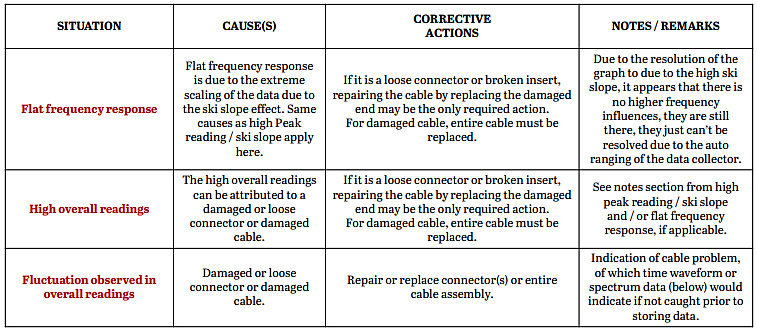 SITUATION
CAUSE(S)
CORRECTIVE
ACTIONS
NOTES / REMARKS
Flat frequency response
Flat frequency response
is due to the extreme
scaling of the data due to
the ski slope effect. Same
causes as high Peak
reading / ski slope apply
here.
If it is a loose connector or broken insert,
repairing the cable by replacing the damaged
end may be the only required action.
For damaged cable, entire cable must be
replaced.
Due to the resolution of the
graph to due to the high ski
slope, it appears that there is
no higher frequency
influences, they are still
there, they just can't be
resolved due to the auto
ranging of the data collector.
High overall readings
The high overall readings
can be attributed to a
damaged or loose
connector or damaged
cable.
If it is a loose connector or broken insert,
repairing the cable by replacing the damaged
end may be the only required action.
For damaged cable, entire cable must be
replaced.
See notes section from high
peak reading / ski slope
and / or flat frequency
response, if applicable.
Fluctuation observed in
overall readings
Damaged or loose
connector or damaged
cable.
Repair or replace connector(s) or entire
cable assembly.
Indication of cable problem,
of which time waveform or
spectrum data (below) would
indicate if not caught prior to
storing data.